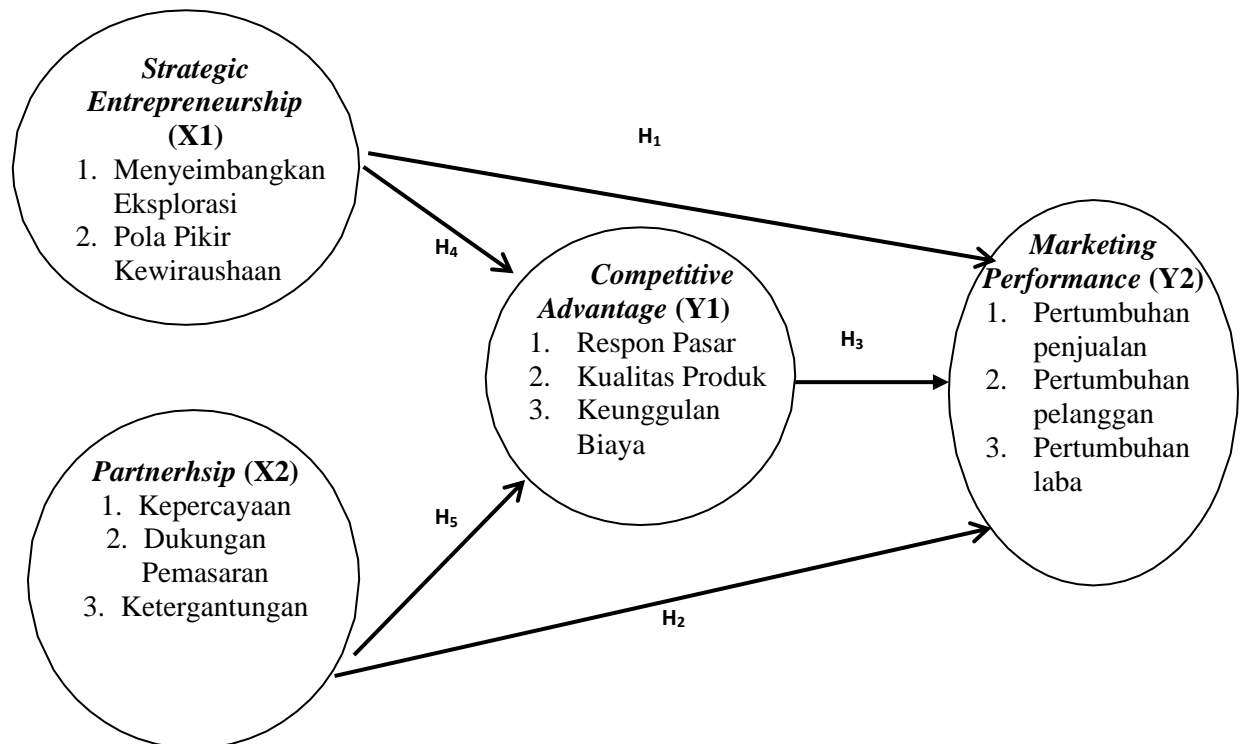 Strategic
Entrepreneurship
(X1)
1. Menyeimbangkan
Eksplorasi
2. Pola Pikir
Kewiraushaan
H1
H4
Competitive
Advantage (Y1)
1. Respon Pasar
2. Kualitas Produk
3. Keunggulan
Biaya
H3
Marketing
Performance (Y2)
1. Pertumbuhan
penjualan
2. Pertumbuhan
pelanggan
3. Pertumbuhan
laba
Partnerhsip (X2)
1. Kepercayaan
2. Dukungan
Pemasaran
3. Ketergantungan
H5
H2